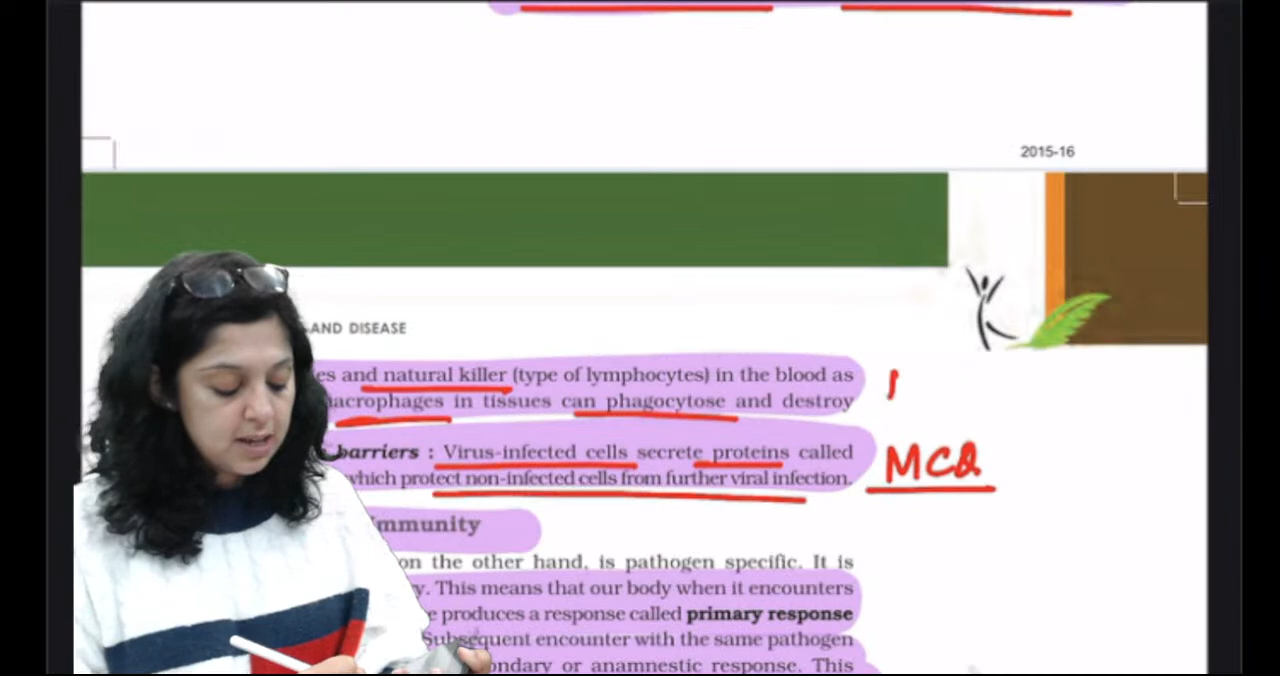 2015-16
AND DISEASE
es and natural killer (type of lymphocytes) in the blood as
acrophages in tissues can phagocytose and destroy
barriers : Virus-infected cells secrete proteins called
which protect non-infected cells from further viral infection.
MCQ
Immunity
on the other hand, is pathogen specific. It is
y. This means that our body when it encounters
e produces a response called primary response
Subsequent encounter with the same pathogen
ondary or anamnestic response. This